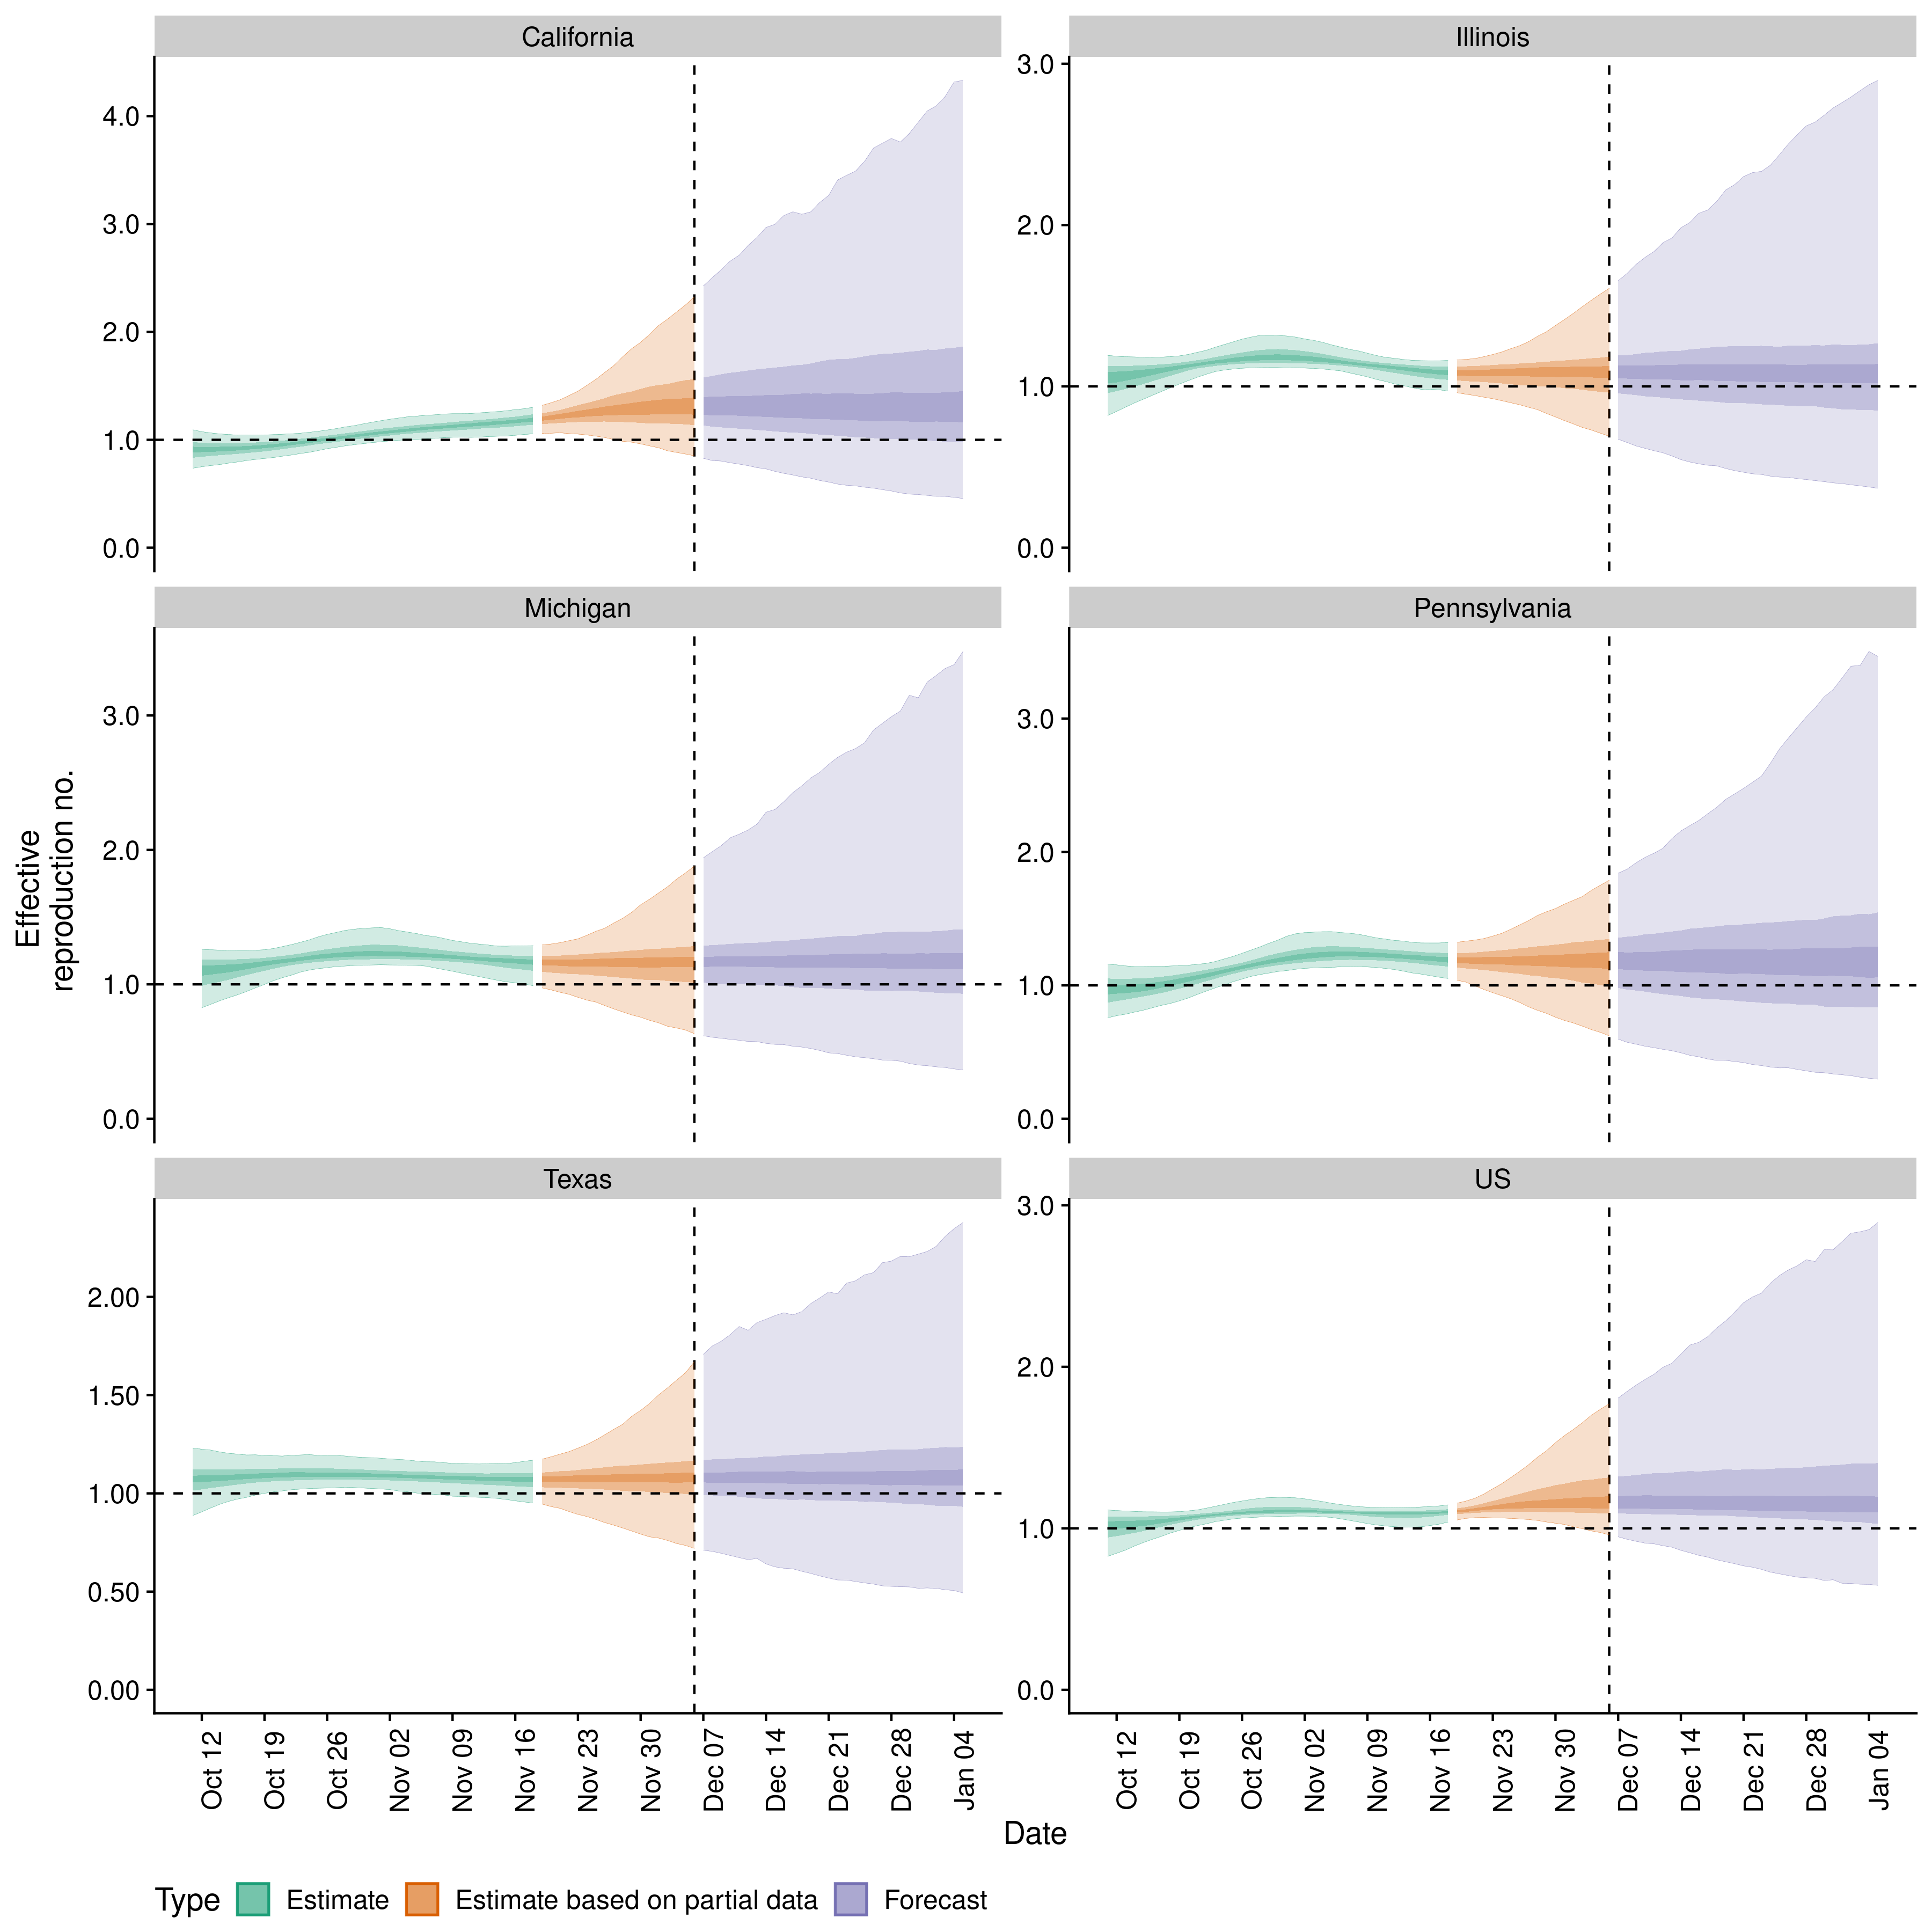 California
Illinois
4.0
3.0
2.0
1.0
0.0
3.0
2.0
1.0
0.0
Michigan
Pennsylvania
Effective
reproduction no.
3.0
2.0
1.0
0.0
3.0
2.0
1.0
0.0
Texas
US
2.00
1.50
1.00
0.50
0.00
3.0
2.0
1.0
0.0
Oct 12
Oct 19
Oct 26
Nov 02
Nov 09
Nov 16
Nov 23
Nov 30
Dec 07
Dec 14
Dec 21
Dec 28
Jan 04
Oct 12
Oct 19
Oct 26
Nov 02
Nov 09
Nov 16
Nov 23
Nov 30
Dec 07
Dec 14
Dec 21
Dec 28
Jan 04
Date
Type Estimate Estimate based on partial data Forecast